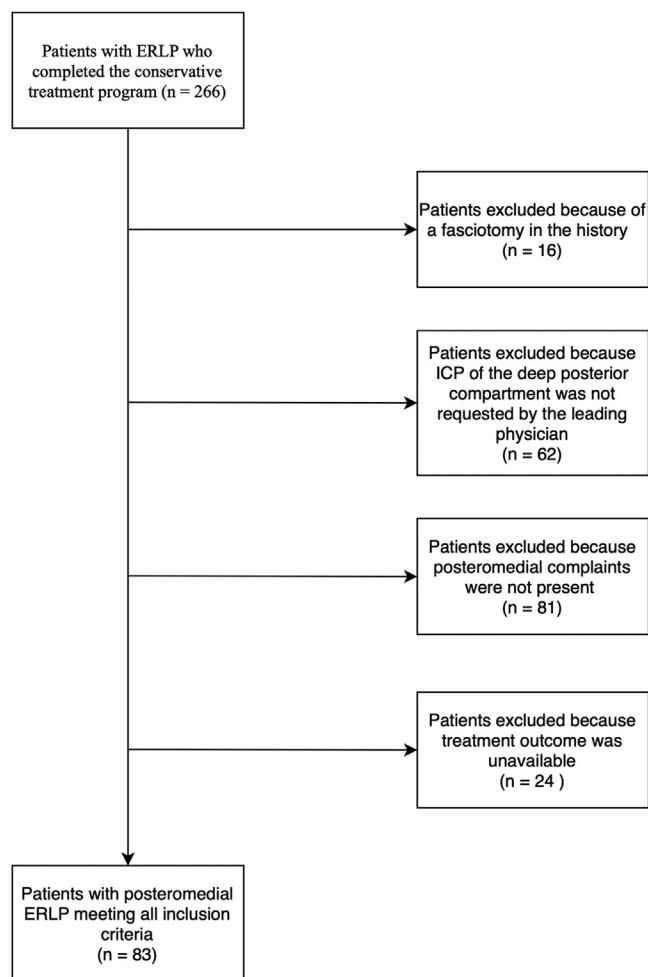 Patients with ERLP who
completed the conservative
treatment program (n = 266)
Patients excluded because of
a fasciotomy in the history
(n = 16)
Patients excluded because
ICP of the deep posterior
compartment was not
requested by the leading
physician
(n = 62)
Patients excluded because
posteromedial complaints
were not present
(n = 81)
Patients excluded because
treatment outcome was
unavailable
(n = 24 )
Patients with posteromedial
ERLP meeting all inclusion
criteria
(n = 83)